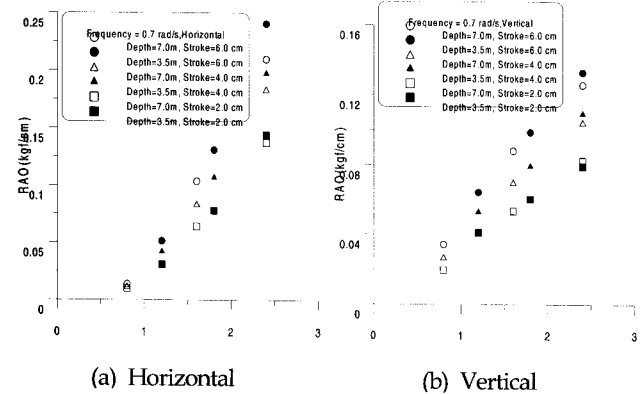 Frequency = 0.7 rad/s,Horizontal
Depth=7.0m, Stroke=6.0 cm
Depth=3.5m, Stroke=6.0 cm
Depth=7.0m, Stroke=4.0 cm
Depth=3.5m, Stroke=4.0 cm
Depth=7.0m, Stroke=2.0 cm
Depth=3.5m, Stroke=2.0 cm
RAO(kgf/cm)
0.25
0.2
0.15
0.1
0.05
0
0 1 2 3
(a) Horizontal
Frequency = 0.7 rad/s,Vertical
Depth=7.0m, Stroke=6.0 cm
Depth=3.5m, Stroke=6.0 cm
Depth=7.0m, Stroke=4.0 cm
Depth=3.5m, Stroke=4.0 cm
Depth=7.0m, Stroke=2.0 cm
Depth=3.5m, Stroke=2.0 cm
RAO(kgf/cm)
0.16
0.12
0.08
0.04
0
0 1 2 3
(b) Vertical